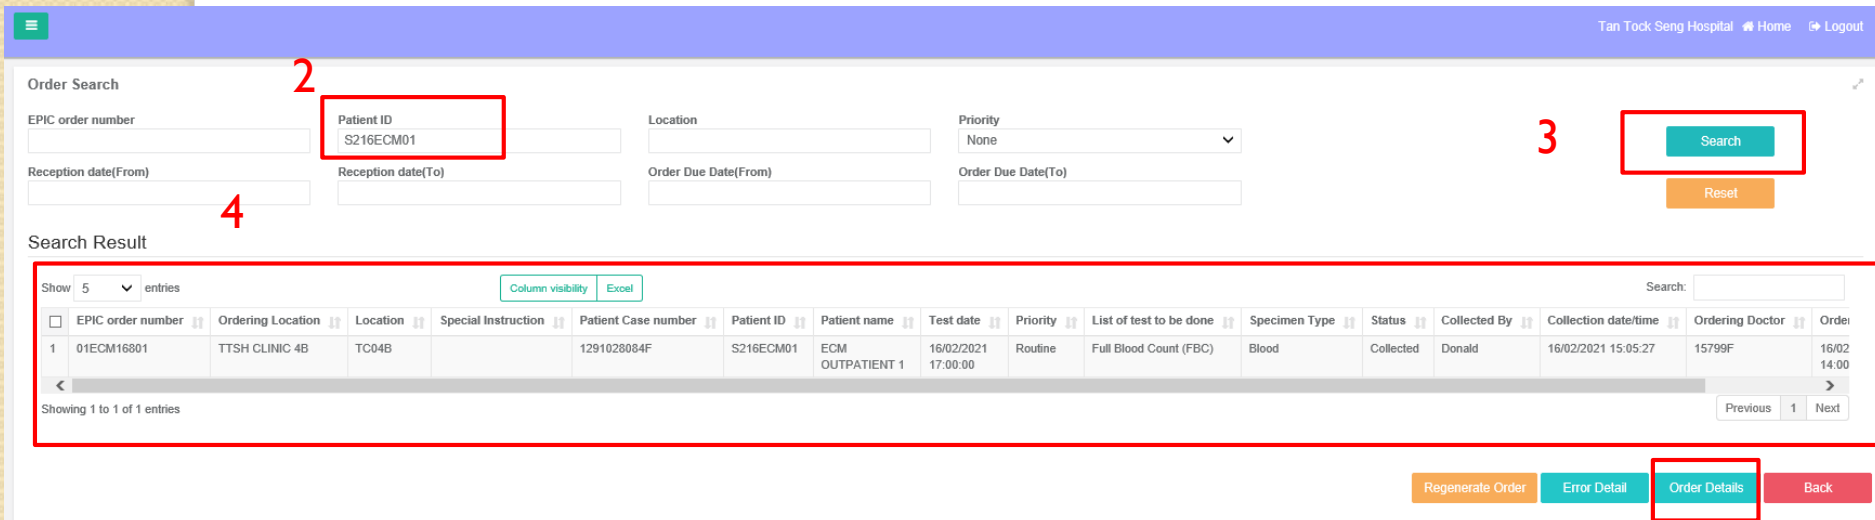 Tan Tock Seng Hospital Home Logout
2
Order Search
EPIC order number Patient ID Location Priority
S216ECM01 None
3
Search
Reception date(From) Reception date(To) Order Due Date(From) Order Due Date(To)
Reset
4
Search Result
Show 5 entries Column visibility Excel Search:
EPIC order number Ordering Location Location Special Instruction Patient Case number Patient ID Patient name Test date Priority List of test to be done Specimen Type Status Collected By Collection date/time Ordering Doctor Order
1 01ECM16801 TTSH CLINIC 4B TC04B 1291028084F S216ECM01 ECM 16/02/2021 Routine Full Blood Count (FBC) Blood Collected Donald 16/02/2021 15:05:27 15799F 16/02
OUTPATIENT 1 17:00:00 14:00
Showing 1 to 1 of 1 entries Previous 1 Next
Regenerate Order Error Detail Order Details Back